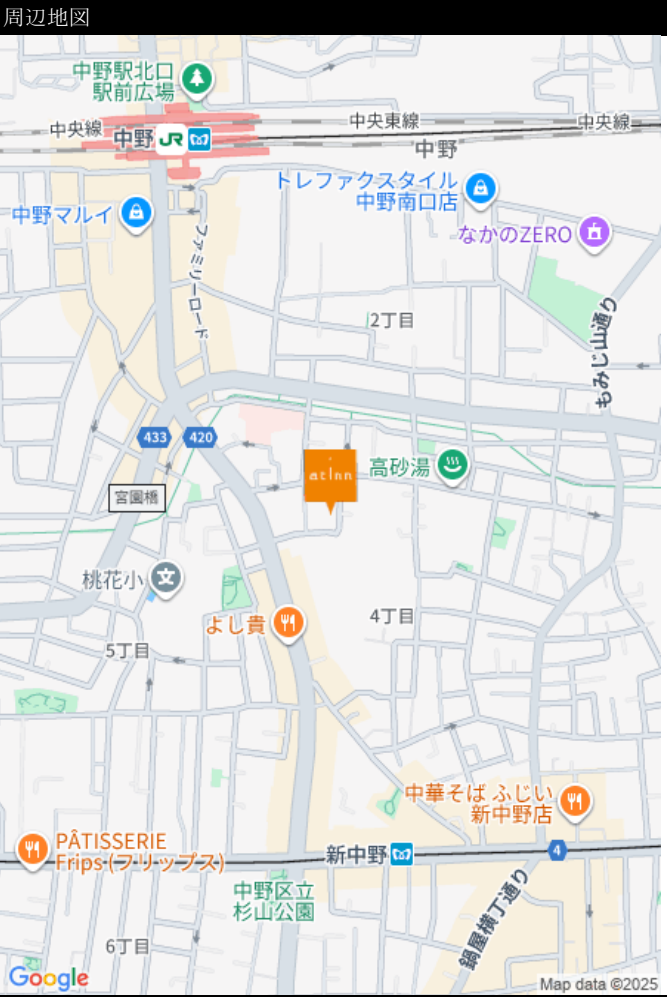 周辺地図
中野駅北口
駅前広場
中央線
中野
JR
中央東線
中央線
中野
トレファクスタイル
中野南口店
中野マルイ
なかのZERO
ファミリーロード
2丁目
もみじ山通り
433
420
atInn
高砂湯
宮園橋
桃花小
文
よし貴
4丁目
5丁目
中華そば ふじい
新中野店
PÂTISSERIE
Frips (フリップス)
新中野
4
中野区立
杉山公園
鍋屋横丁通り
6丁目
Google
Map data ©2025